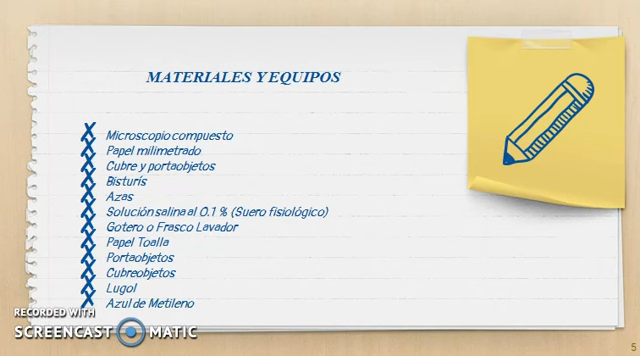 MATERIALES Y EQUIPOS
X Microscopio compuesto
X Papel milimetrado
X Cubre y portaobjetos
X Bisturís
X Azas
X Solución salina al 0.1 % (Suero fisiológico)
X Gotero o Frasco Lavador
X Papel Toalla
X Portaobjetos
X Cubreobjetos
X Lugol
X Azul de Metileno
RECORDED WITH
SCREENCAST MATIC
5